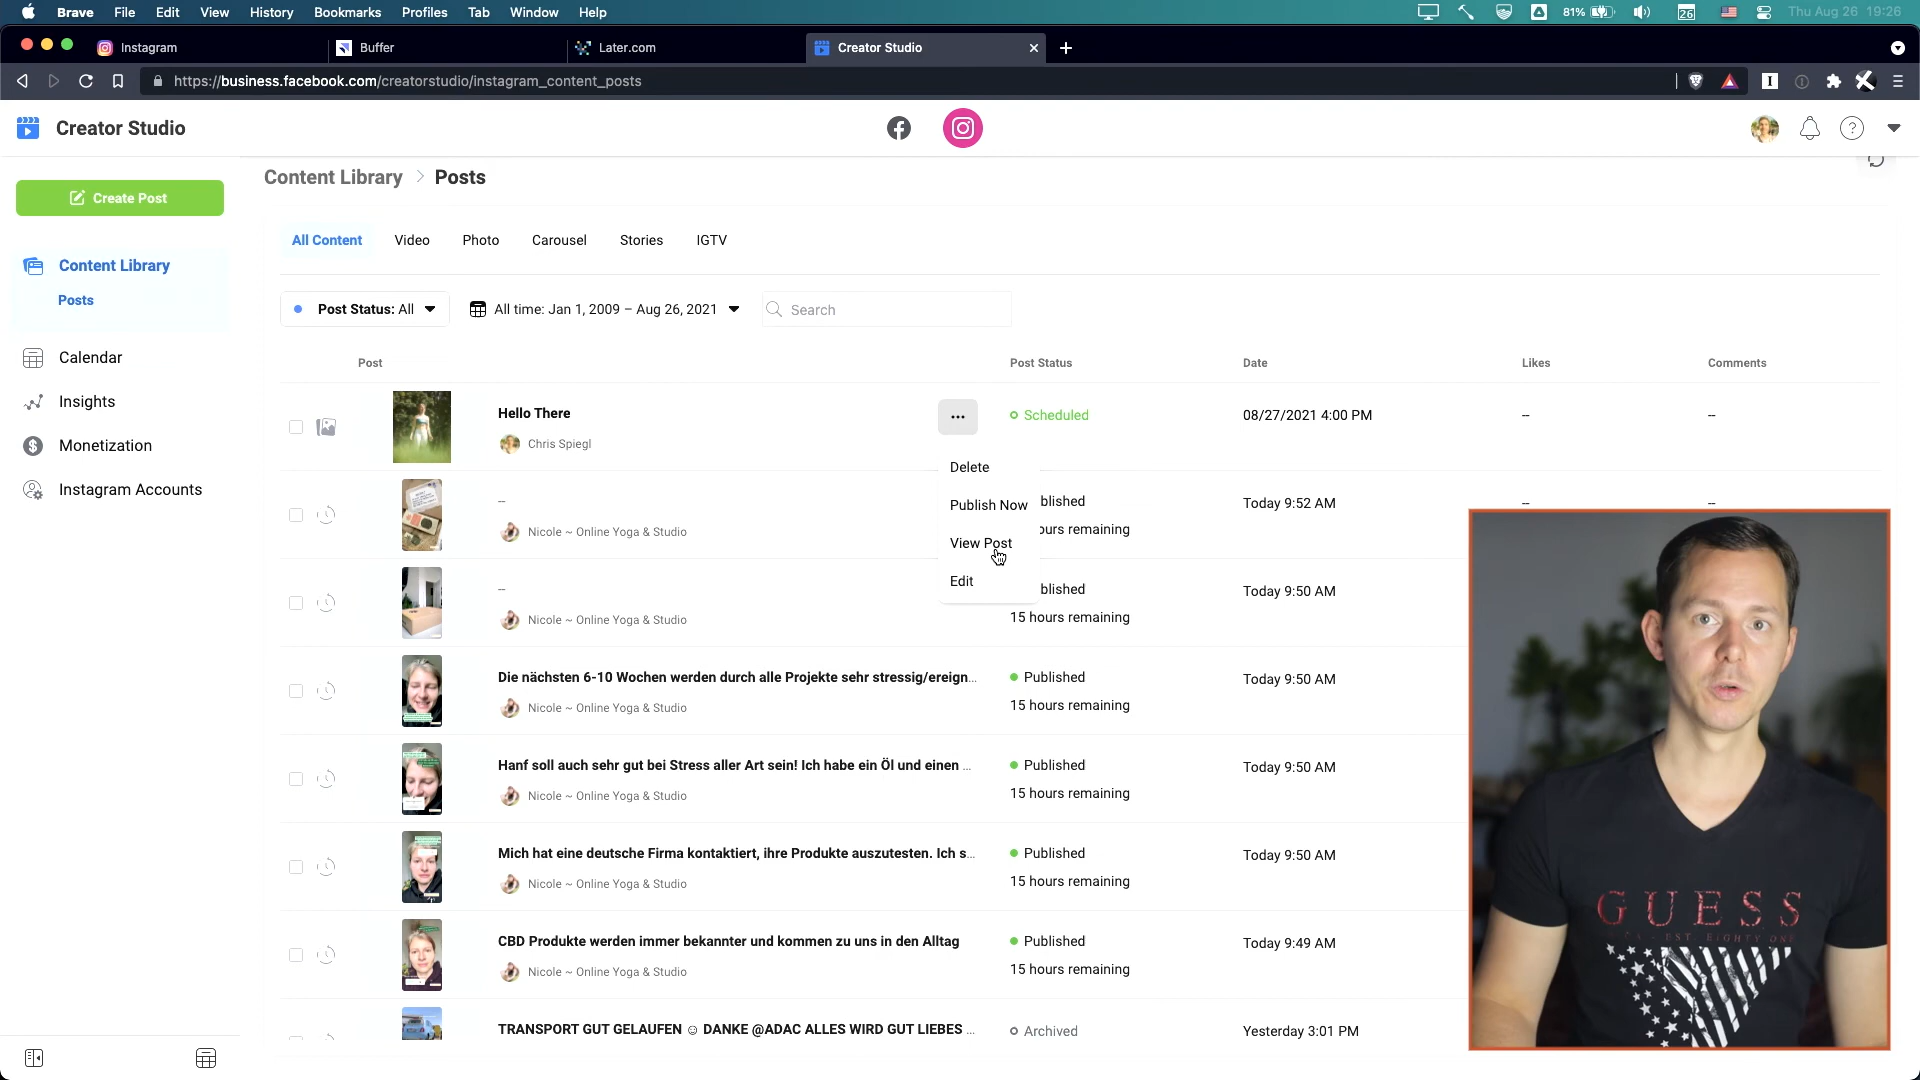 Brave File Edit View History Bookmarks Profiles Tab Window Help 81% 26 Thu Aug 26 19:26
Instagram Buffer Later.com Creator Studio
https://business.facebook.com/creatorstudio/instagram_content_posts
Creator Studio
Content Library > Posts
Create Post
All Content Video Photo Carousel Stories IGTV
Content Library
Posts
Post Status: All All time: Jan 1, 2009 – Aug 26, 2021 Search
Calendar
Insights
Monetization
Instagram Accounts
Post Post Status Date Likes Comments
Hello There Scheduled 08/27/2021 4:00 PM -- --
Chris Spiegl
Delete
Publish Now
View Post
Edit
-- blished Today 9:52 AM -- --
Nicole ~ Online Yoga & Studio ours remaining
-- blished Today 9:50 AM
Nicole ~ Online Yoga & Studio 15 hours remaining
Die nächsten 6-10 Wochen werden durch alle Projekte sehr stressig/ereign... Published Today 9:50 AM
Nicole ~ Online Yoga & Studio 15 hours remaining
Hanf soll auch sehr gut bei Stress aller Art sein! Ich habe ein Öl und einen ... Published Today 9:50 AM
Nicole ~ Online Yoga & Studio 15 hours remaining
Mich hat eine deutsche Firma kontaktiert, ihre Produkte auszutesten. Ich s... Published Today 9:50 AM
Nicole ~ Online Yoga & Studio 15 hours remaining
CBD Produkte werden immer bekannter und kommen zu uns in den Alltag Published Today 9:49 AM
Nicole ~ Online Yoga & Studio 15 hours remaining
TRANSPORT GUT GELAUFEN ☺ DANKE @ADAC ALLES WIRD GUT LIEBES ... Archived Yesterday 3:01 PM
GUESS
EST. EIGHTY ONE